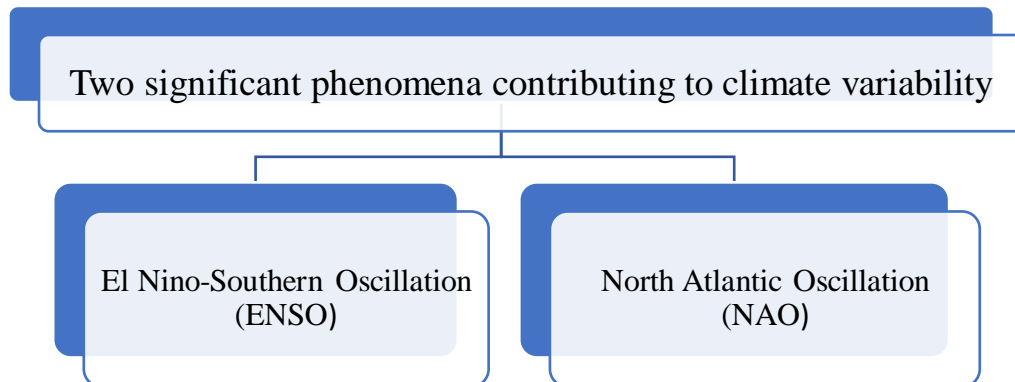 Two significant phenomena contributing to climate variability
El Nino-Southern Oscillation
(ENSO)
North Atlantic Oscillation
(NAO)